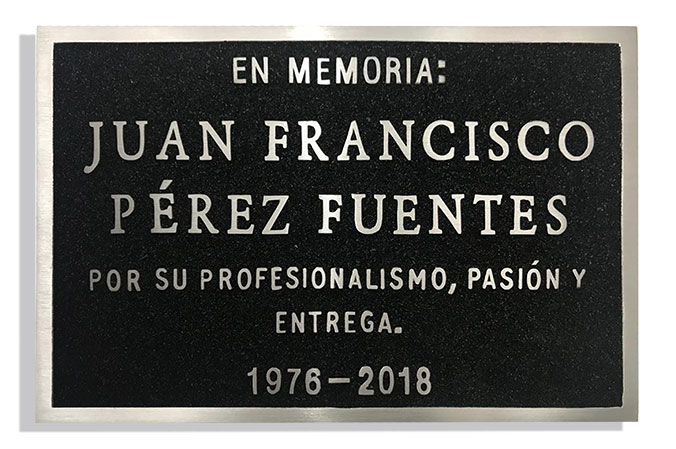 EN MEMORIA:
JUAN FRANCISCO
PÉREZ FUENTES
POR SU PROFESIONALISMO, PASIÓN Y
ENTREGA.
1976-2018